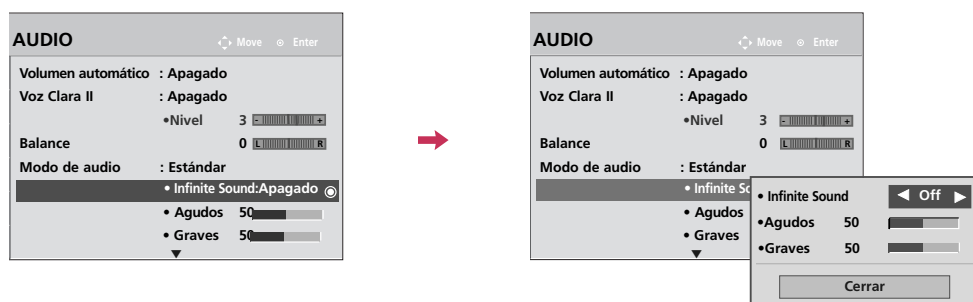 AUDIO
Move Enter
Volumen automático : Apagado
Voz Clara II : Apagado
•Nivel 3 - +
Balance 0 L R
Modo de audio : Estándar
• Infinite Sound:Apagado
• Agudos 50
• Graves 50
AUDIO
Move Enter
Volumen automático : Apagado
Voz Clara II : Apagado
•Nivel 3 - +
Balance 0 L R
Modo de audio : Estándar
• Infinite So
• Agudos
• Graves
• Infinite Sound ◀ Off ▶
•Agudos 50
•Graves 50
Cerrar